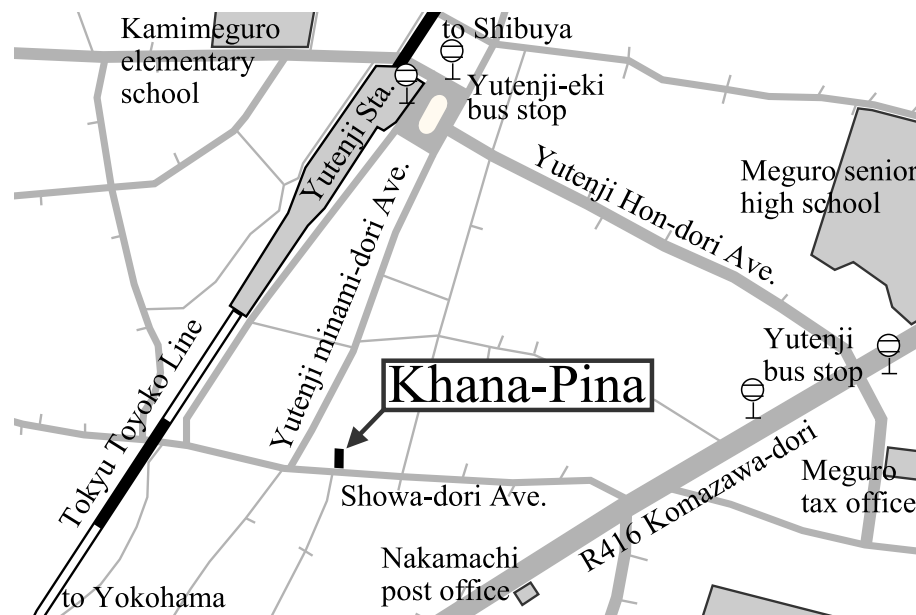 Kamimeguro
elementary
school
to Shibuya
Yutenji-eki
bus stop
Yutenji Sta.
Yutenji Hon-dori Ave.
Meguro senior
high school
Yutenji minami-dori Ave.
Tokyu Toyoko Line
Yutenji
bus stop
Khana-Pina
Showa-dori Ave.
R416 Komazawa-dori
Meguro
tax office
Nakamachi
post office
to Yokohama